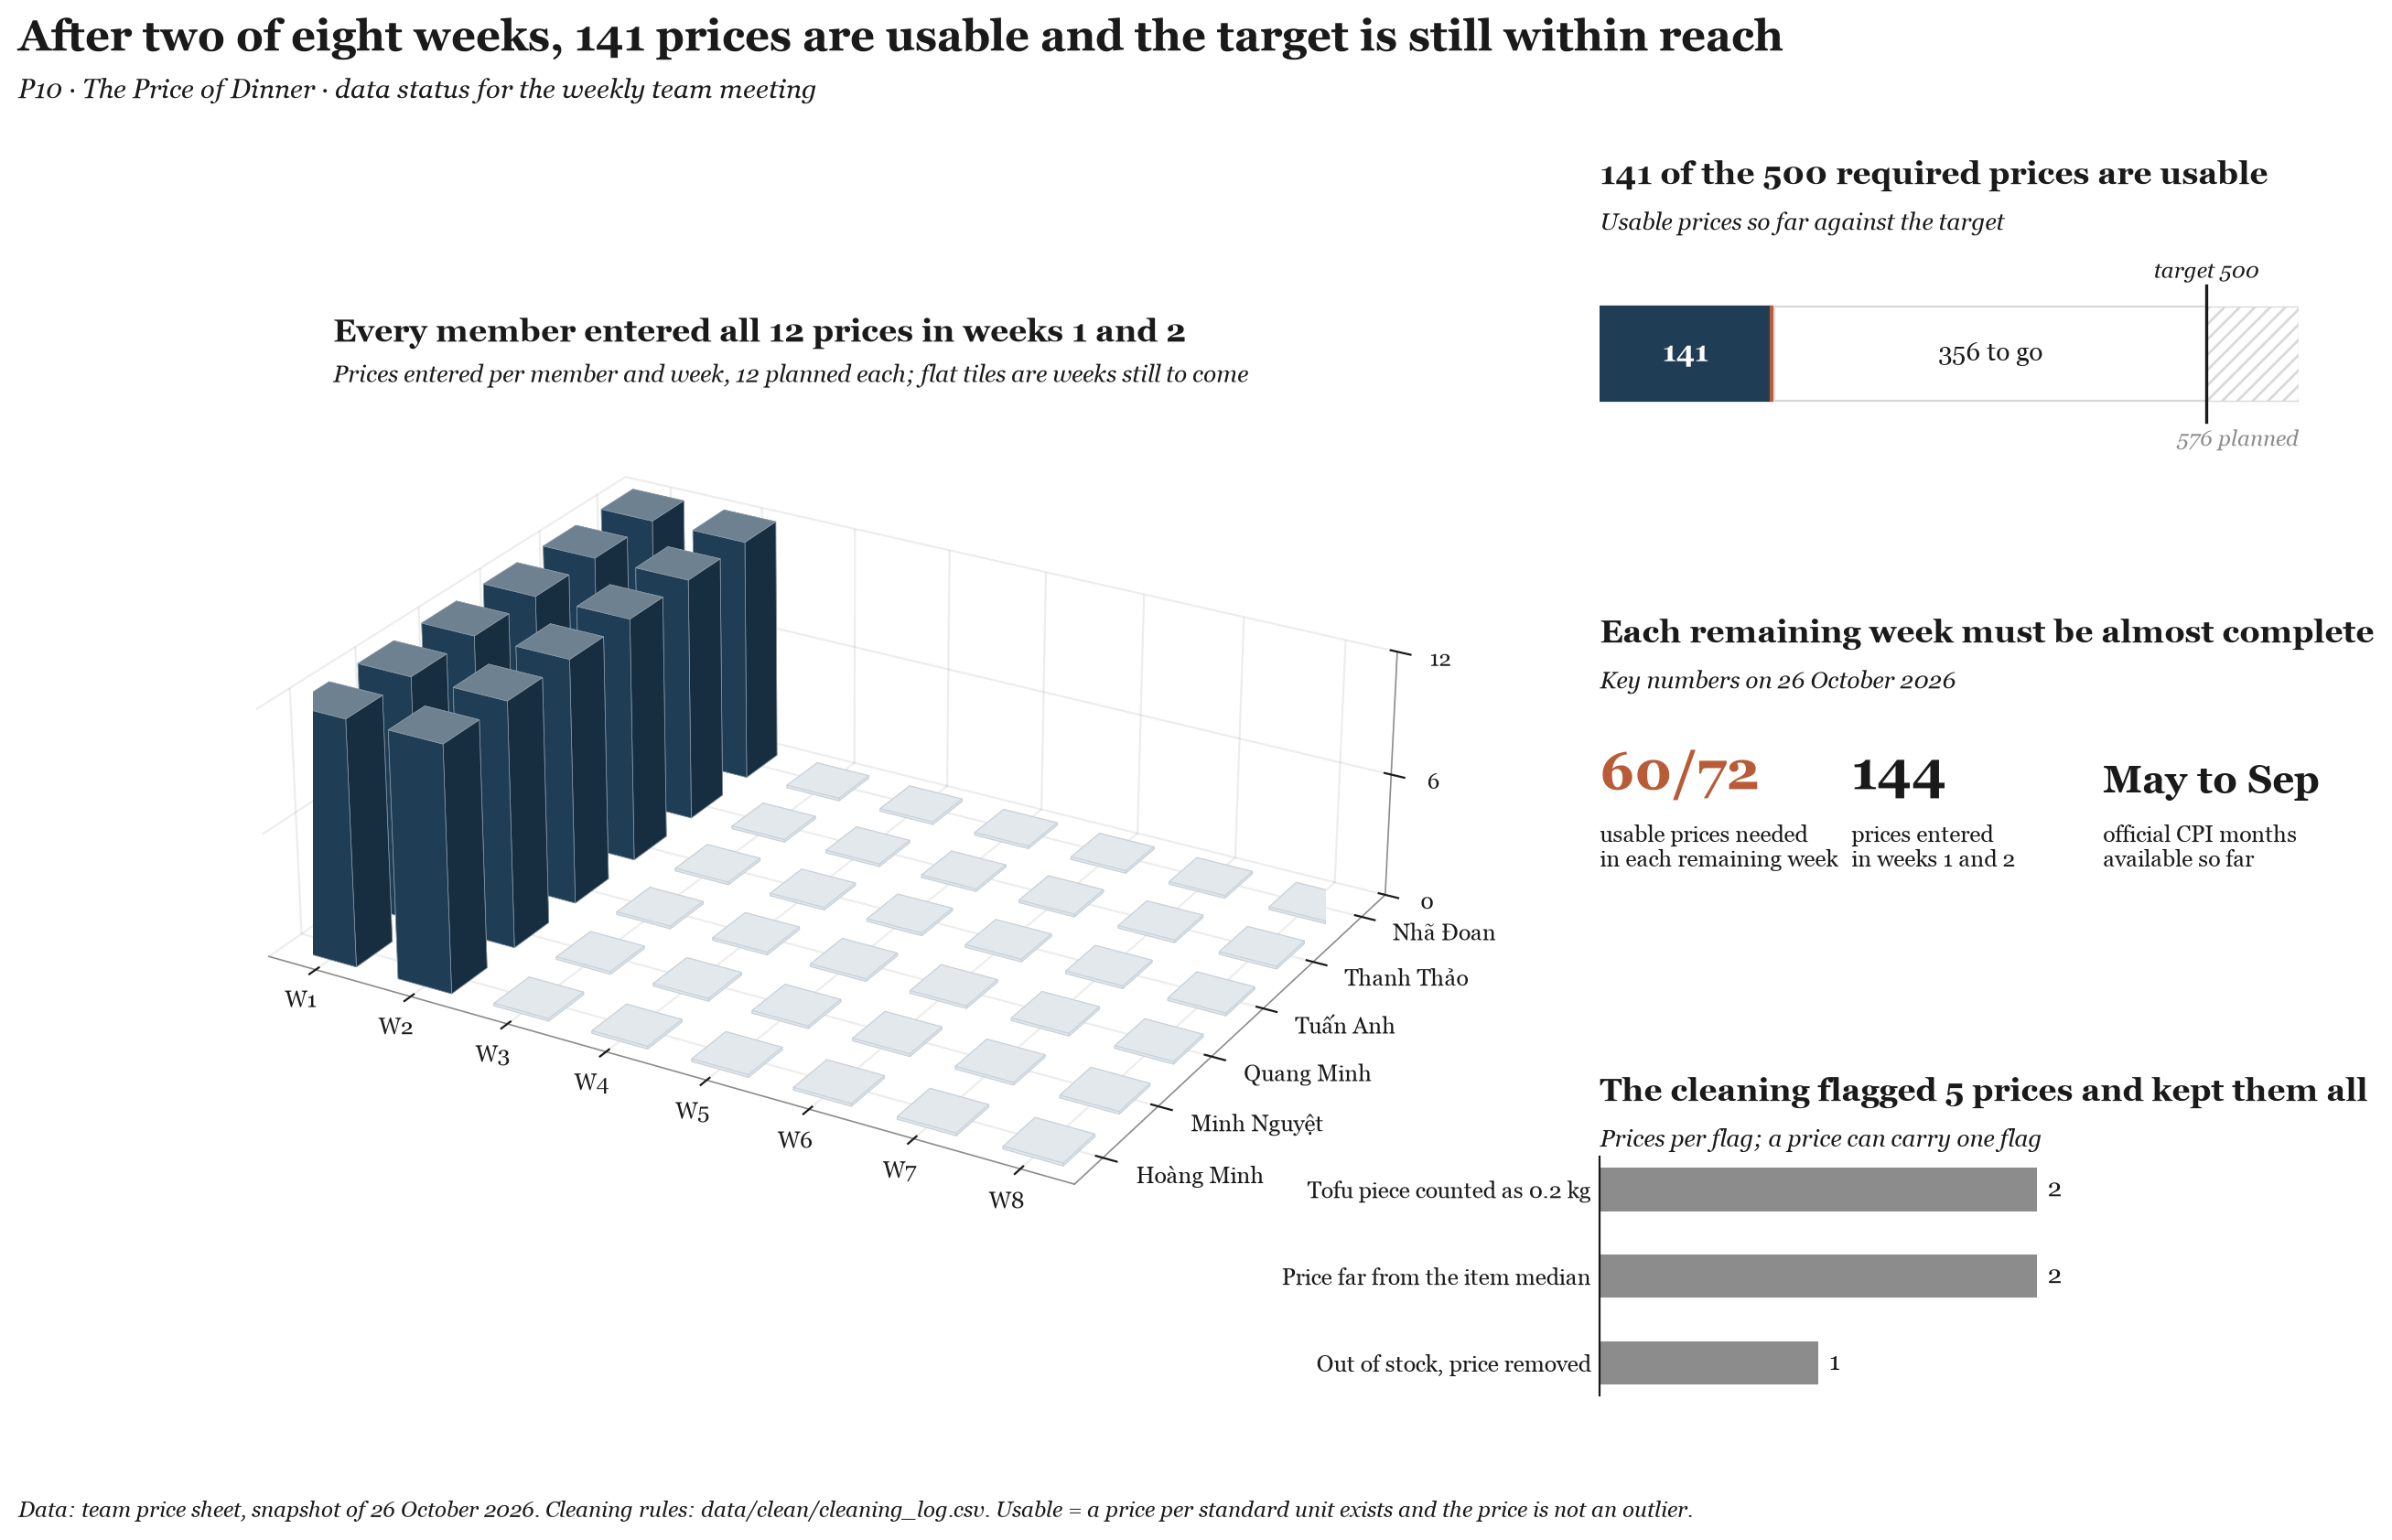 After two of eight weeks, 141 prices are usable and the target is still within reach
P10 · The Price of Dinner · data status for the weekly team meeting
Every member entered all 12 prices in weeks 1 and 2
Prices entered per member and week, 12 planned each; flat tiles are weeks still to come
12
6
0
Nhã Đoan
Thanh Thảo
Tuấn Anh
Quang Minh
Minh Nguyệt
Hoàng Minh
W1
W2
W3
W4
W5
W6
W7
W8
141 of the 500 required prices are usable
Usable prices so far against the target
target 500
141
356 to go
576 planned
Each remaining week must be almost complete
Key numbers on 26 October 2026
60/72
usable prices needed
in each remaining week
144
prices entered
in weeks 1 and 2
May to Sep
official CPI months
available so far
The cleaning flagged 5 prices and kept them all
Prices per flag; a price can carry one flag
Tofu piece counted as 0.2 kg
2
Price far from the item median
2
Out of stock, price removed
1
Data: team price sheet, snapshot of 26 October 2026. Cleaning rules: data/clean/cleaning_log.csv. Usable = a price per standard unit exists and the price is not an outlier.